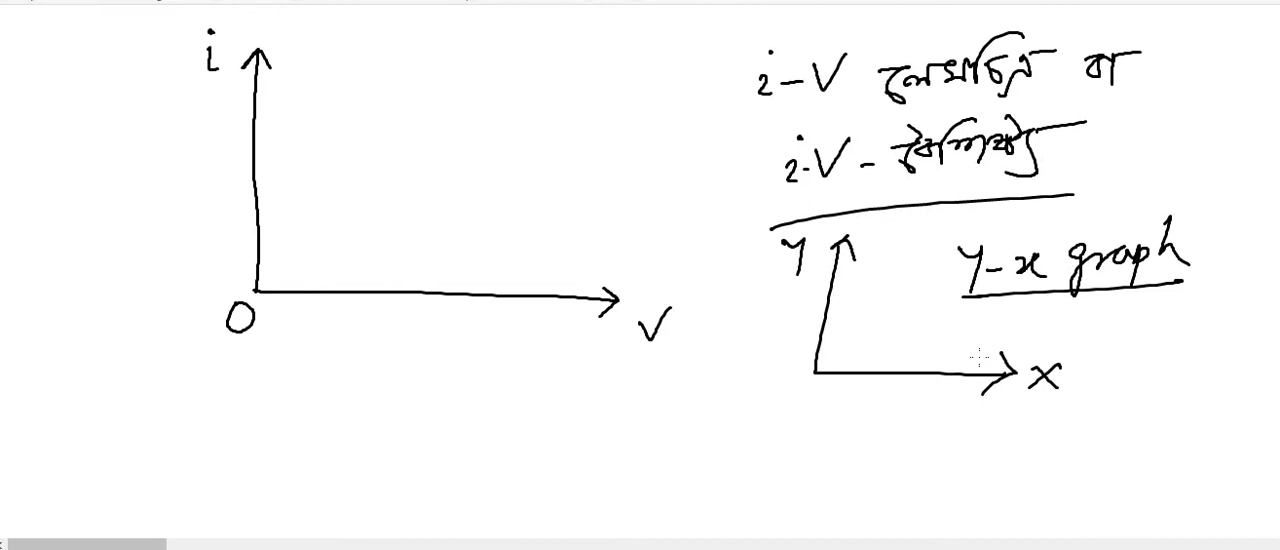 i
O
V
i-V লেখচিত্র বা
i-V - বৈশিষ্ট্য
Y
Y-x graph
X